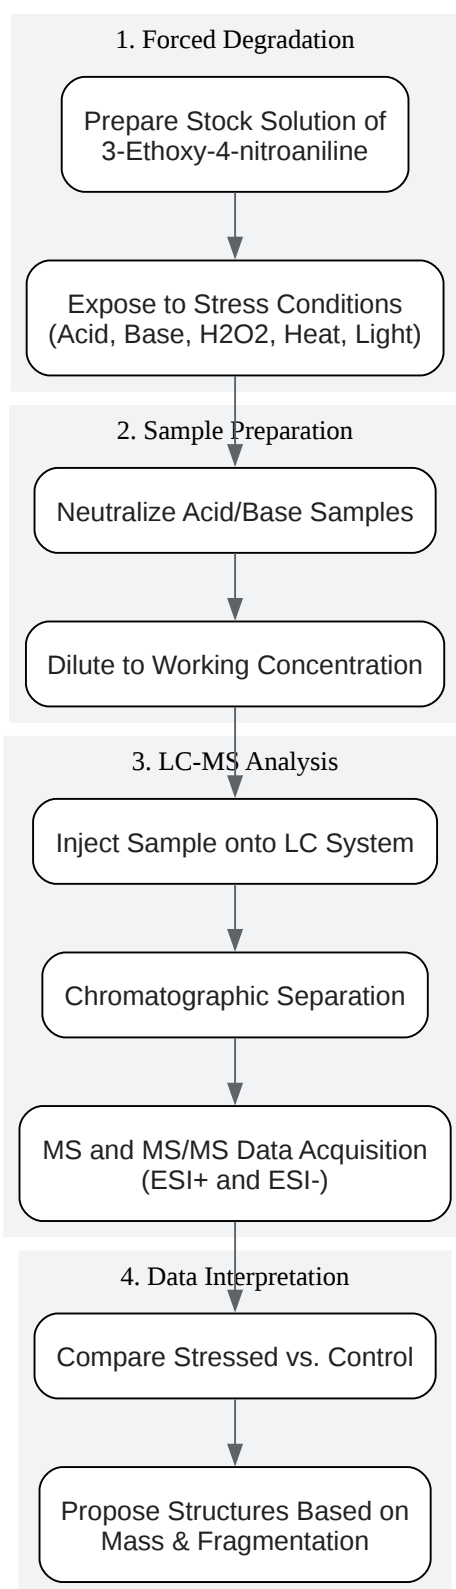 1. Forced Degradation
Prepare Stock Solution of
3-Ethoxy-4-nitroaniline
Expose to Stress Conditions
(Acid, Base, H2O2, Heat, Light)
2. Sample Preparation
Neutralize Acid/Base Samples
Dilute to Working Concentration
3. LC-MS Analysis
Inject Sample onto LC System
Chromatographic Separation
MS and MS/MS Data Acquisition
(ESI+ and ESI-)
4. Data Interpretation
Compare Stressed vs. Control
Propose Structures Based on
Mass & Fragmentation